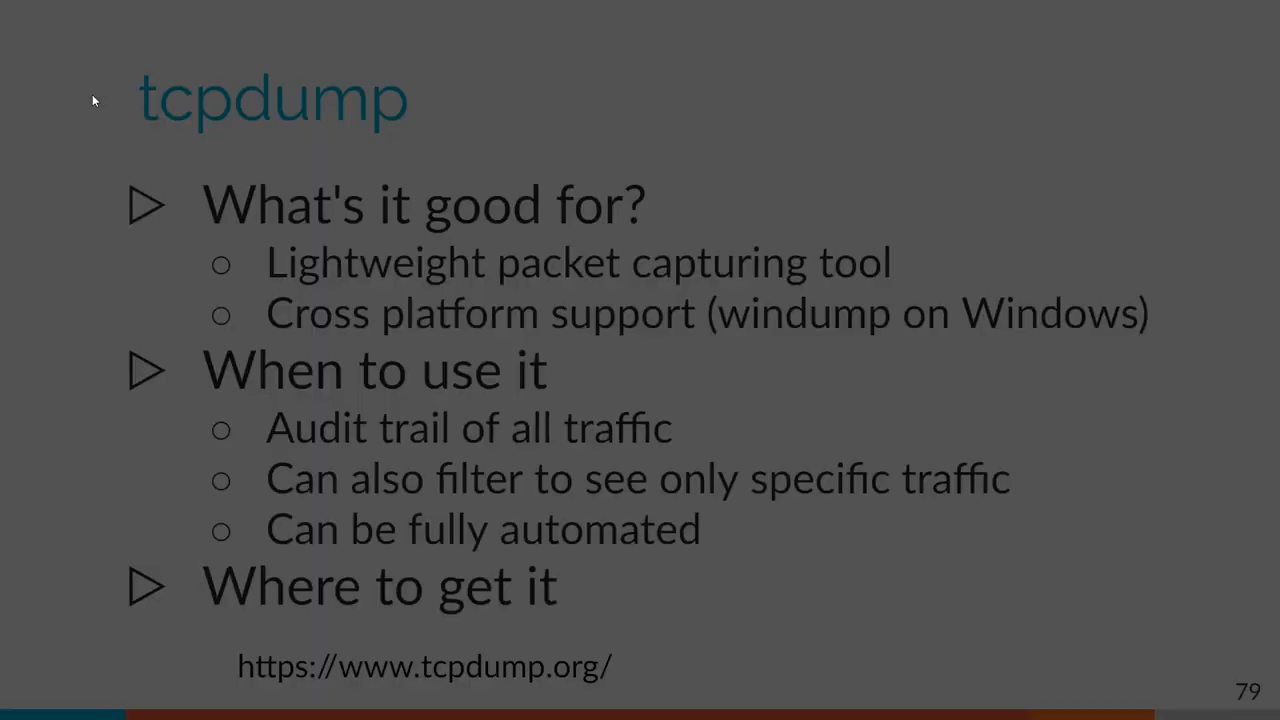 tcpdump
What's it good for?
Lightweight packet capturing tool
Cross platform support (windump on Windows)
When to use it
Audit trail of all traffic
Can also filter to see only specific traffic
Can be fully automated
Where to get it
https://www.tcpdump.org/
79